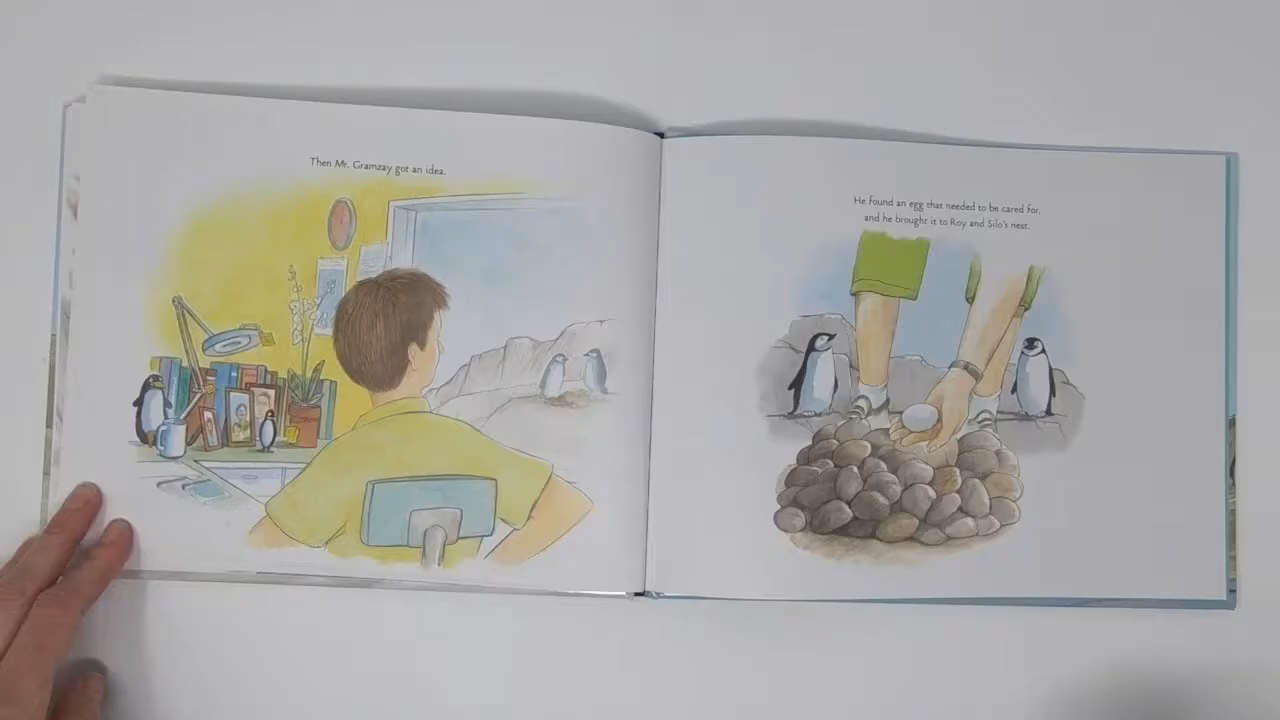 Then Mr. Gramzay got an idea.
He found an egg that needed to be cared for,
and he brought it to Roy and Silo's nest.